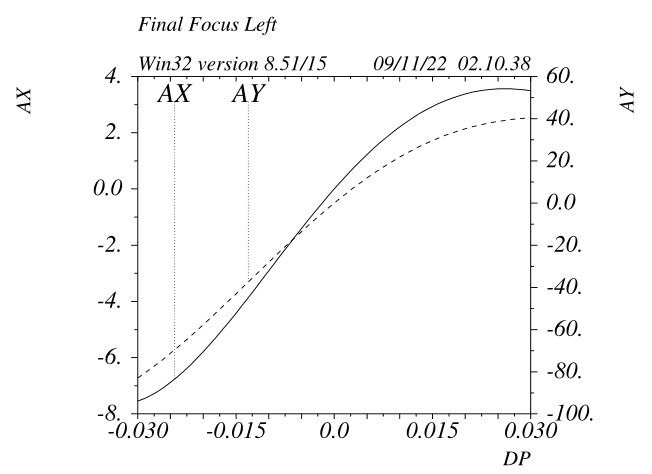 Final Focus Left
Win32 version 8.51/15 09/11/22 02.10.38
AX
AY
AX AY
4.
2.
0.0
-2.
-4.
-6.
-8.
60.
40.
20.
0.0
-20.
-40.
-60.
-80.
-100.
-0.030 -0.015 0.0 0.015 0.030
DP